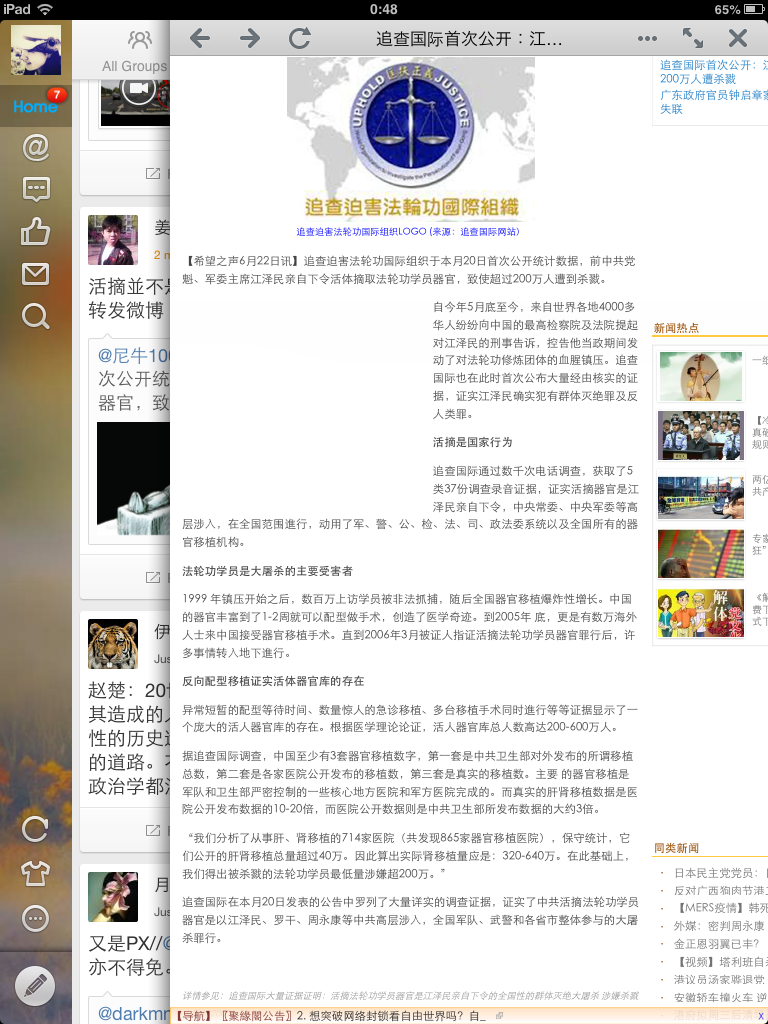 iPad
0:48
65%
追查国际首次公开：江...
All Groups
Home
7
UPHOLD JUSTICE
追查迫害法輪功國際組織
追查迫害法轮功国际组织LOGO (来源：追查国际网站)
【希望之声6月22日讯】追查迫害法轮功国际组织于本月20日首次公开统计数据，前中共党
魁、军委主席江泽民亲自下令活体摘取法轮功学员器官，致使超过200万人遭到杀戮。
自今年5月底至今，来自世界各地4000多
华人纷纷向中国的最高检察院及法院提起
对江泽民的刑事告诉，控告他当政期间发
动了对法轮功修炼团体的血腥镇压。追查
国际也在此时首次公布大量经由核实的证
据，证实江泽民确实犯有群体灭绝罪及反
人类罪。
活摘是国家行为
追查国际通过数千次电话调查，获取了5
类37份调查录音证据，证实活摘器官是江
泽民亲自下令，中央常委、中央军委等高
层涉入，在全国范围進行，动用了军、警、公、检、法、司、政法委系统以及全国所有的器
官移植机构。
法轮功学员是大屠杀的主要受害者
1999 年镇压开始之后，数百万上访学员被非法抓捕，随后全国器官移植爆炸性增长。中国
的器官丰富到了1-2周就可以配型做手术，创造了医学奇迹。到2005年 底，更是有数万海外
人士来中国接受器官移植手术。直到2006年3月被证人指证活摘法轮功学员器官罪行后，许
多事情转入地下進行。
反向配型移植证实活体器官库的存在
异常短暂的配型等待时间、数量惊人的急诊移植、多台移植手术同时進行等等证据显示了一
个庞大的活人器官库的存在。根据医学理论论证，活人器官库总人数高达200-600万人。
据追查国际调查，中国至少有3套器官移植数字，第一套是中共卫生部对外发布的所谓移植
总数，第二套是各家医院公开发布的移植数，第三套是真实的移植数。主要 的器官移植是
军队和卫生部严密控制的一些核心地方医院和军方医院完成的。而真实的肝肾移植数据是医
院公开发布数据的10-20倍，而医院公开数据则是中共卫生部所发布数据的大约3倍。
“我们分析了从事肝、肾移植的714家医院（共发现865家器官移植医院），保守统计，它
们公开的肝肾移植总量超过40万。因此算出实际肾移植量应是：320-640万。在此基础上，
我们得出被杀戮的法轮功学员最低量涉嫌超200万。”
追查国际在本月20日发表的公告中罗列了大量详实的调查证据，证实了中共活摘法轮功学员
器官是以江泽民、罗干、周永康等中共高层涉入，全国军队、武警和各省市整体参与的大屠
杀罪行。
详情参见：追查国际大量证据证明：活摘法轮功学员器官是江泽民亲自下令的全国性的群体灭绝大屠杀 涉嫌杀戮
【导航】〖聚緣閣公告〗2. 想突破网络封锁看自由世界吗？自_
x
追查国际首次公开：江
200万人遭杀戮
广东政府官员钟启章家
失联
新闻热点
一组
真确
规则
两位
共产
专家
狂”
《解
费下
式下
解体
同类新闻
日本民主党党员：
反对广西狗肉节港
【MERS疫情】韩死
外媒：密判周永康
金正恩羽翼已丰?
【视频】塔利班自杀
港议员汤家骅退党
安徽轿车撞火车 逆
姜
2 m
活摘並不是
转发微博
@尼牛100
次公开统
器官，致
伊
Jus
赵楚：20世
其造成的人
性的历史
的道路。不
政治学都
月
Jus
又是PX//@
亦不得免。
@darkmn